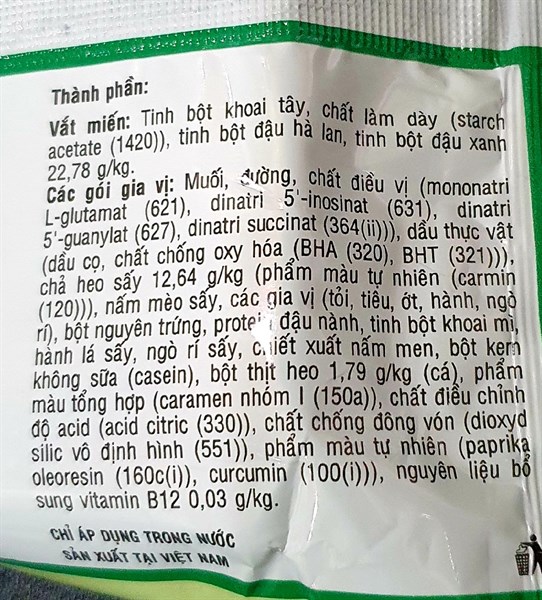 Thành phần:
Vắt miến: Tinh bột khoai tây, chất làm dày (starch
acetate (1420)), tinh bột đậu hà lan, tinh bột đậu xanh
22,78 g/kg.
Các gói gia vị: Muối, đường, chất điều vị (mononatri
L-glutamat (621), dinatri 5'-inosinat (631), dinatri
5'-guanylat (627), dinatri succinat (364(ii))), dầu thực vật
(dầu cọ, chất chống oxy hóa (BHA (320), BHT (321))),
chả heo sấy 12,64 g/kg (phẩm màu tự nhiên (carmin
(120))), nấm mèo sấy, các gia vị (tỏi, tiêu, ớt, hành, ngò
rí), bột nguyên trứng, protein đậu nành, tinh bột khoai mì,
hành lá sấy, ngò rí sấy, chiết xuất nấm men, bột kem
không sữa (casein), bột thịt heo 1,79 g/kg (cá), phẩm
màu tổng hợp (caramen nhóm I (150a)), chất điều chỉnh
độ acid (acid citric (330)), chất chống đông vón (dioxyd
silic vô định hình (551)), phẩm màu tự nhiên (paprika
oleoresin (160c(i)), curcumin (100(i))), nguyên liệu bổ
sung vitamin B12 0,03 g/kg.
CHỈ ÁP DỤNG TRONG NƯỚC
SẢN XUẤT TẠI VIỆT NAM